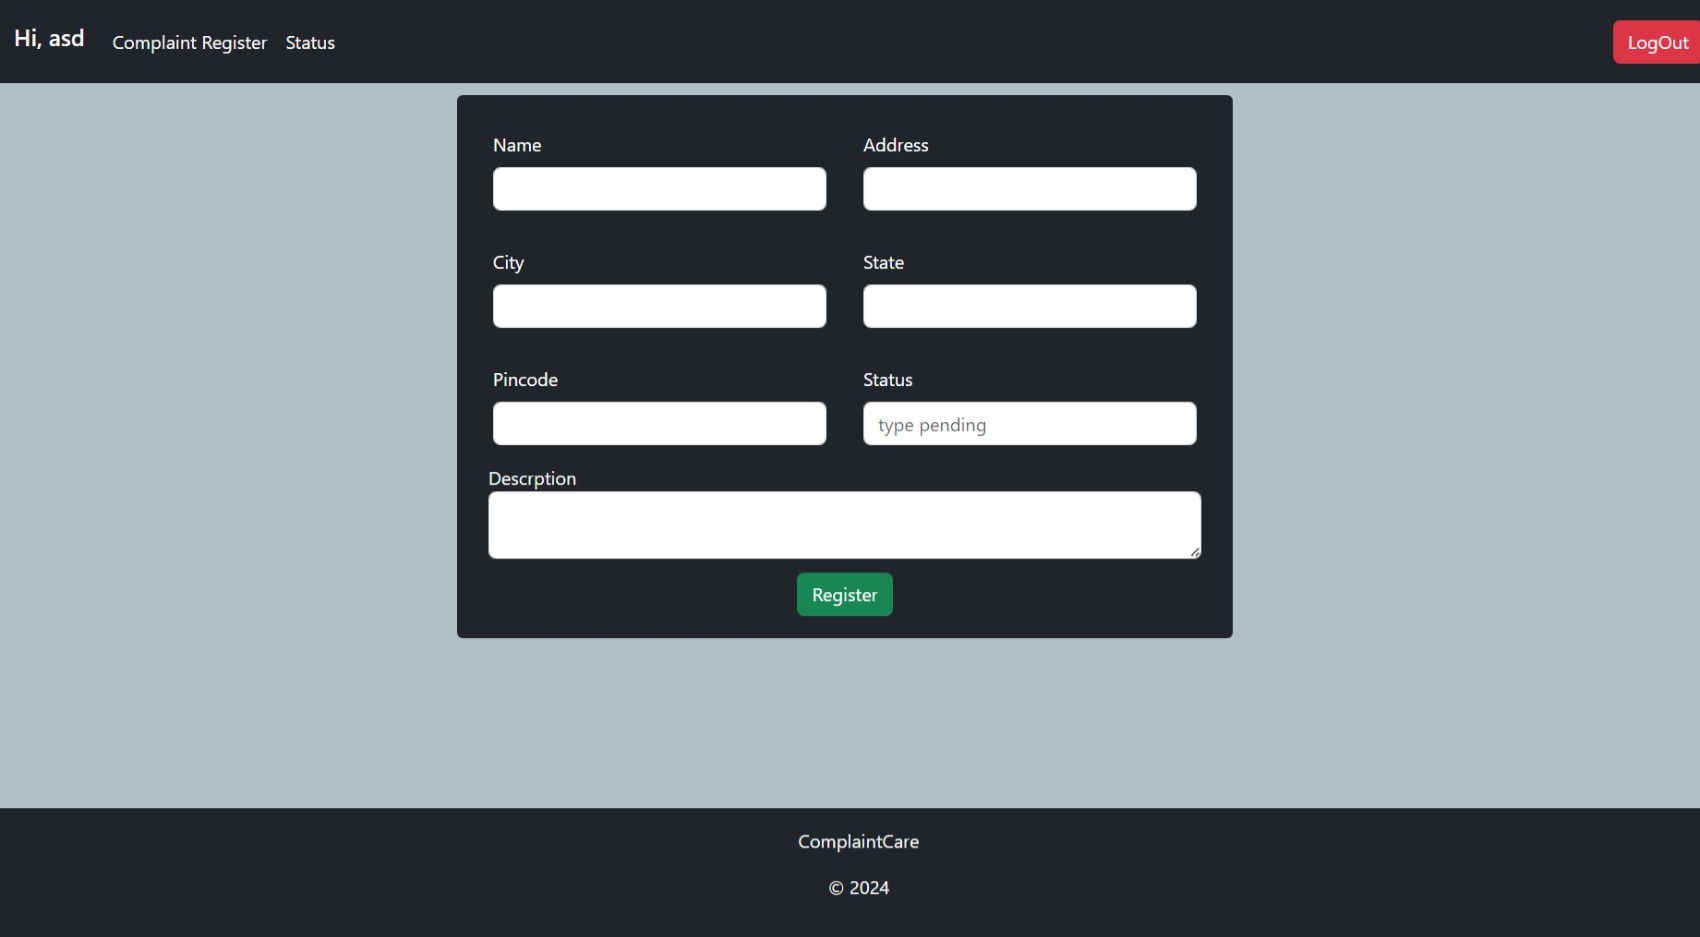 Hi, asd
Complaint Register
Status
LogOut
Name
Address
City
State
Pincode
Status
type pending
Descrption
Register
ComplaintCare
© 2024